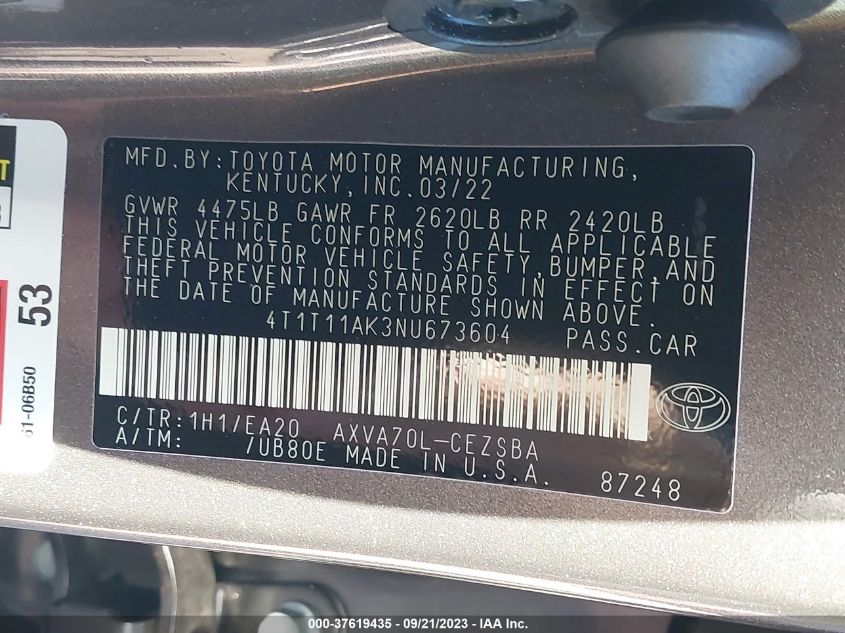 MFD.BY:TOYOTA MOTOR MANUFACTURING,
KENTUCKY,INC.03/22
GVWR 4475LB GAWR FR 2620LB RR 2420LB
THIS VEHICLE CONFORMS TO ALL APPLICABLE
FEDERAL MOTOR VEHICLE SAFETY,BUMPER,AND
THEFT PREVENTION STANDARDS IN EFFECT ON
THE DATE OF MANUFACTURE SHOWN ABOVE.
4T1T11AK3NU673604 PASS.CAR
C/TR:1H1/EA20 AXVA70L-CEZSBA
A/TM: /UB80E MADE IN U.S.A.
87248
53
61-06B50
000-37619435 - 09/21/2023 - IAA Inc.